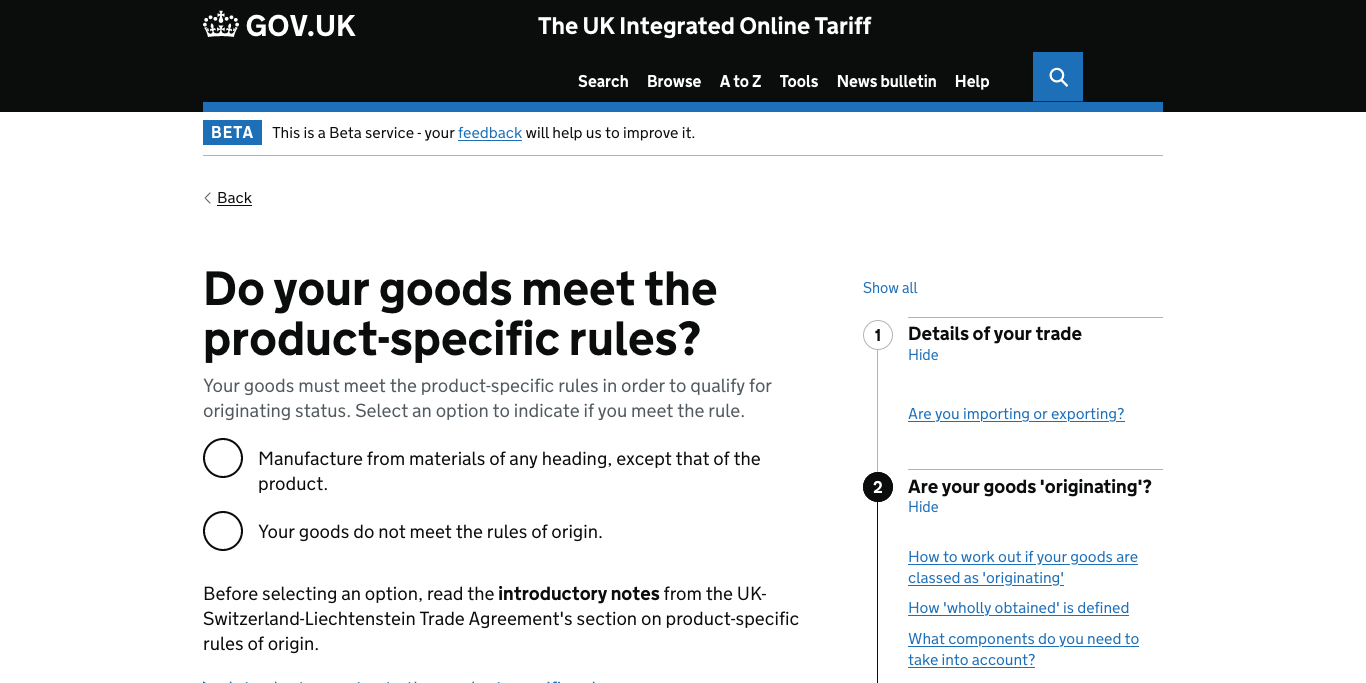 GOV.UK
The UK Integrated Online Tariff
Search Browse A to Z Tools News bulletin Help
BETA This is a Beta service - your feedback will help us to improve it.
Back
Do your goods meet the
product-specific rules?
Your goods must meet the product-specific rules in order to qualify for
originating status. Select an option to indicate if you meet the rule.
Manufacture from materials of any heading, except that of the
product.
Your goods do not meet the rules of origin.
Before selecting an option, read the introductory notes from the UK-
Switzerland-Liechtenstein Trade Agreement's section on product-specific
rules of origin.
Show all
1 Details of your trade
Hide
Are you importing or exporting?
2 Are your goods 'originating'?
Hide
How to work out if your goods are
classed as 'originating'
How 'wholly obtained' is defined
What components do you need to
take into account?